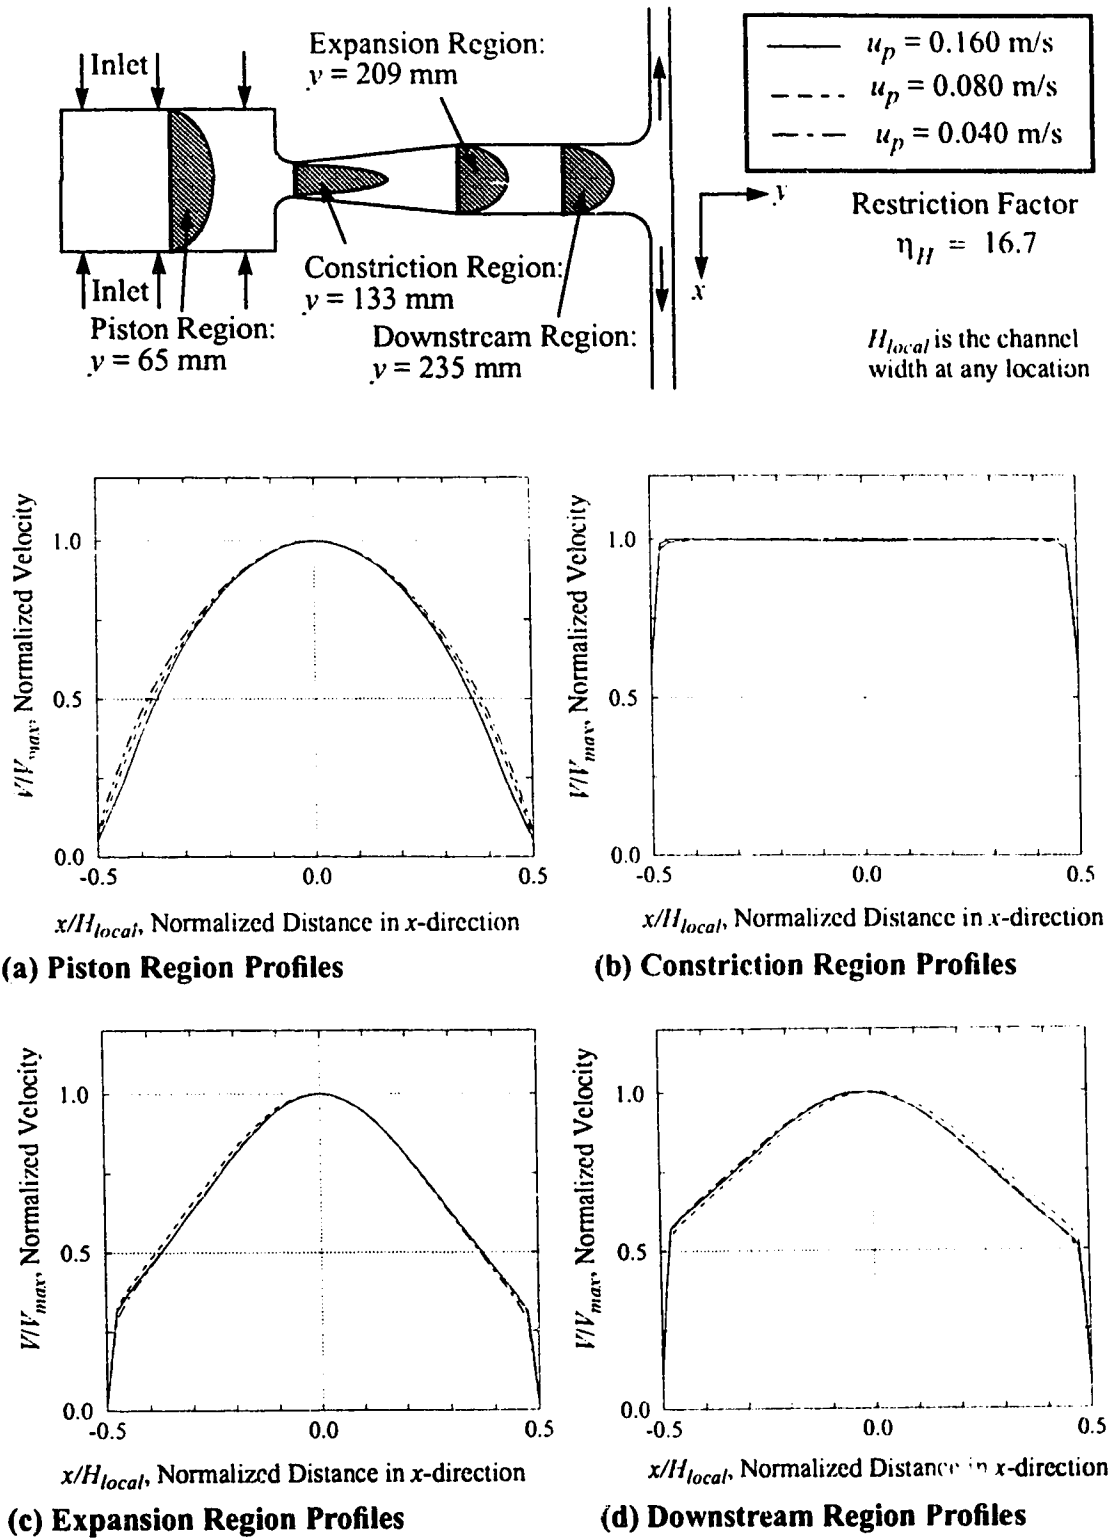 Expansion Region:
y = 209 mm
Inlet
Inlet
Constriction Region:
y = 133 mm
Piston Region:
y = 65 mm
Downstream Region:
y = 235 mm
y
x
u_p = 0.160 m/s
u_p = 0.080 m/s
u_p = 0.040 m/s
Restriction Factor
η_H = 16.7
H_local is the channel
width at any location
V/V_max, Normalized Velocity
1.0
0.5
0.0
-0.5 0.0 0.5
x/H_local, Normalized Distance in x-direction
(a) Piston Region Profiles
V/V_max, Normalized Velocity
1.0
0.5
0.0
-0.5 0.0 0.5
x/H_local, Normalized Distance in x-direction
(b) Constriction Region Profiles
V/V_max, Normalized Velocity
1.0
0.5
0.0
-0.5 0.0 0.5
x/H_local, Normalized Distance in x-direction
(c) Expansion Region Profiles
V/V_max, Normalized Velocity
1.0
0.5
0.0
-0.5 0.0 0.5
x/H_local, Normalized Distance in x-direction
(d) Downstream Region Profiles